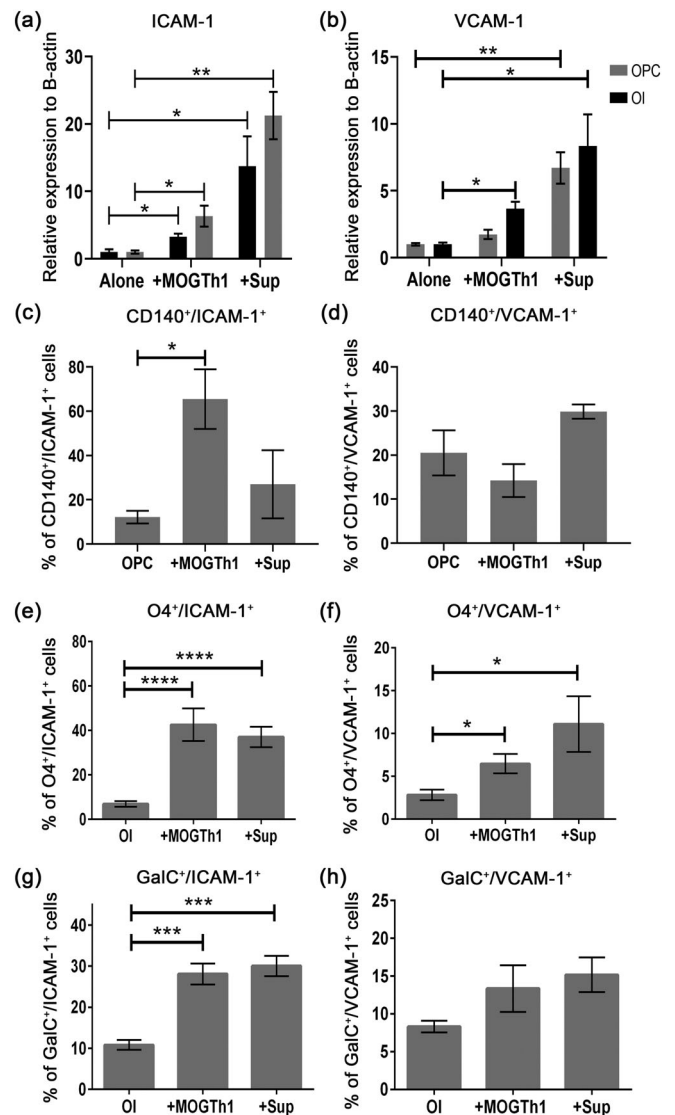 (a)
ICAM-1
Relative expression to B-actin
30
20
10
0
**
*
*
*
Alone
+MOGTh1
+Sup
(b)
VCAM-1
Relative expression to B-actin
15
10
5
0
**
*
*
Alone
+MOGTh1
+Sup
OPC
OI
(c)
CD140⁺/ICAM-1⁺
% of CD140⁺/ICAM-1⁺ cells
80
60
40
20
0
*
OPC
+MOGTh1
+Sup
(d)
CD140⁺/VCAM-1⁺
% of CD140⁺/VCAM-1⁺ cells
40
30
20
10
0
OPC
+MOGTh1
+Sup
(e)
O4⁺/ICAM-1⁺
% of O4⁺/ICAM-1⁺ cells
80
60
40
20
0
****
****
OI
+MOGTh1
+Sup
(f)
O4⁺/VCAM-1⁺
% of O4⁺/VCAM-1⁺ cells
20
15
10
5
0
*
*
OI
+MOGTh1
+Sup
(g)
GalC⁺/ICAM-1⁺
% of GalC⁺/ICAM-1⁺ cells
40
30
20
10
0
***
***
OI
+MOGTh1
+Sup
(h)
GalC⁺/VCAM-1⁺
% of GalC⁺/VCAM-1⁺ cells
25
20
15
10
5
0
OI
+MOGTh1
+Sup